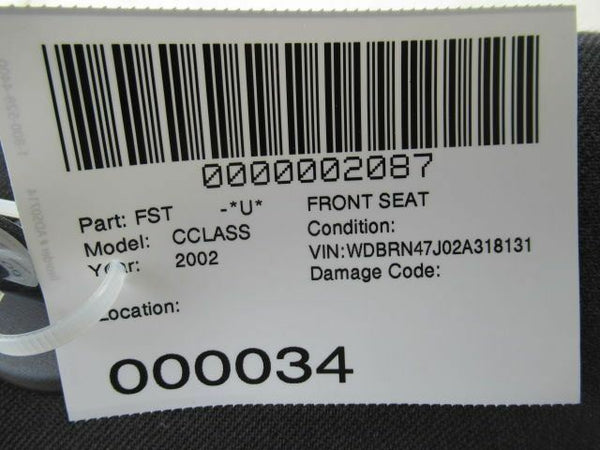 0000002087
Part: FST -*U* FRONT SEAT
Model: CCLASS Condition:
Year: 2002 VIN:WDBRN47J02A318131
Damage Code:
Location:
000034